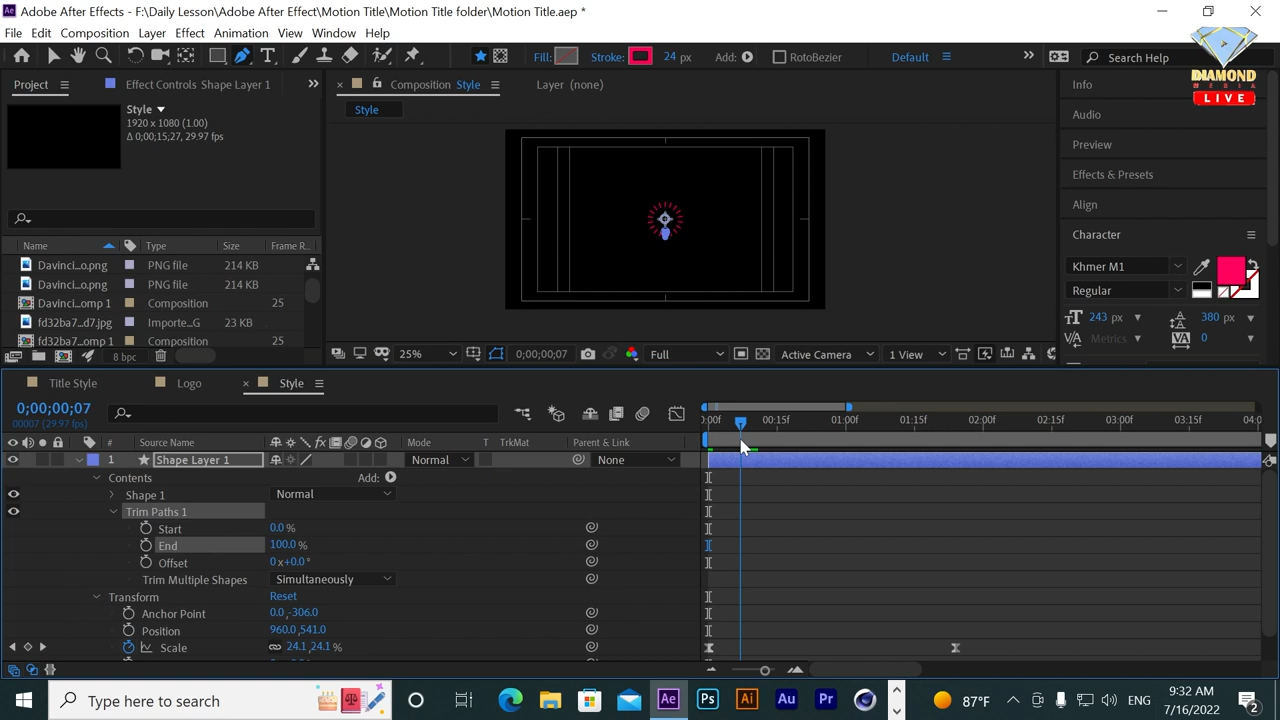 Adobe After Effects - F:\Daily Lesson\Adobe After Effect\Motion Title\Motion Title folder\Motion Title.aep *
File Edit Composition Layer Effect Animation View Window Help
Fill: Stroke: 24 px Add: RotoBezier Default Search Help
DIAMOND
MEDIA
LIVE
Project Effect Controls Shape Layer 1 Composition Style Layer (none) Info
Style
1920 x 1080 (1.00)
Δ 0;00;15;27, 29.97 fps
Style
Audio
Preview
Effects & Presets
Align
Character
Name Type Size Frame R...
Davinci...o.png PNG file 214 KB
Davinci...o.png PNG file 214 KB
Davinci...omp 1 Composition 25
fd32ba7...d7.jpg Importe...G 23 KB
fd32ba7...omp 1 Composition 25
Khmer M1
Regular
243 px 380 px
Metrics 0
8 bpc 25% 0;00;00;07 Full Active Camera 1 View
Title Style Logo Style
0;00;00;07
00007 (29.97 fps)
0:00f 00:15f 01:00f 01:15f 02:00f 02:15f 03:00f 03:15f 04:0
# Source Name Mode T TrkMat Parent & Link
1 Shape Layer 1 Normal None
Contents Add:
Shape 1 Normal
Trim Paths 1
Start 0.0 %
End 100.0 %
Offset 0 x+0.0 °
Trim Multiple Shapes Simultaneously
Transform Reset
Anchor Point 0.0 ,-306.0
Position 960.0 ,541.0
Scale 24.1 ,24.1 %
Type here to search
Ae Ps Ai Au Pr
87°F ENG
9:32 AM
7/16/2022
2